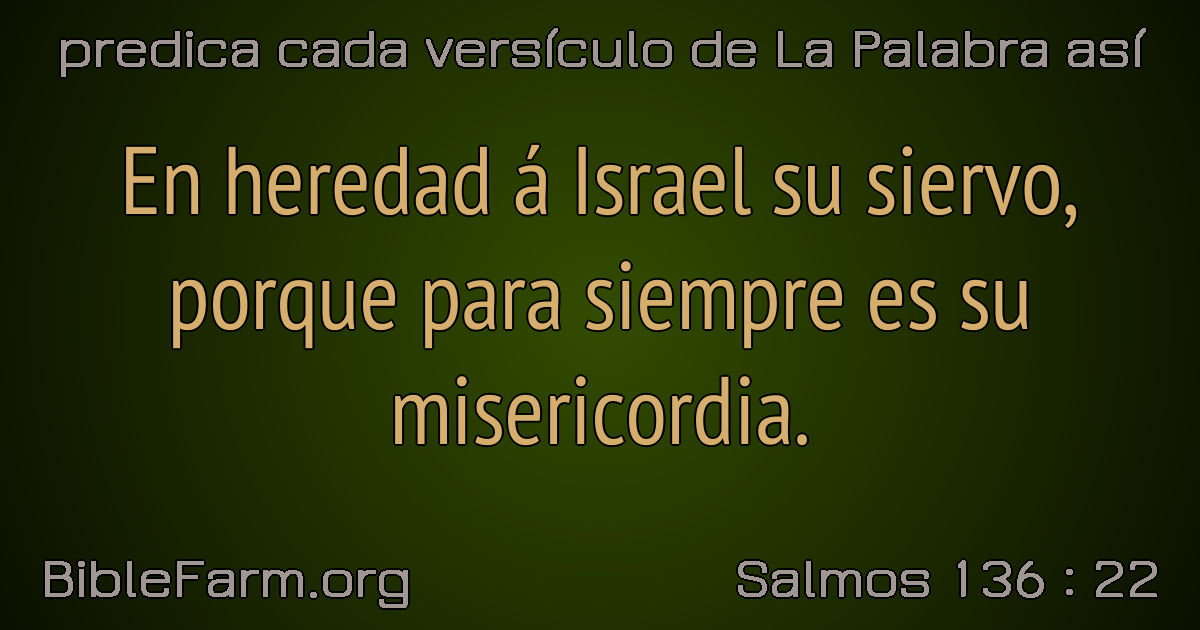 predica cada versículo de La Palabra así
En heredad á Israel su siervo,
porque para siempre es su
misericordia.
BibleFarm.org
Salmos 136 : 22